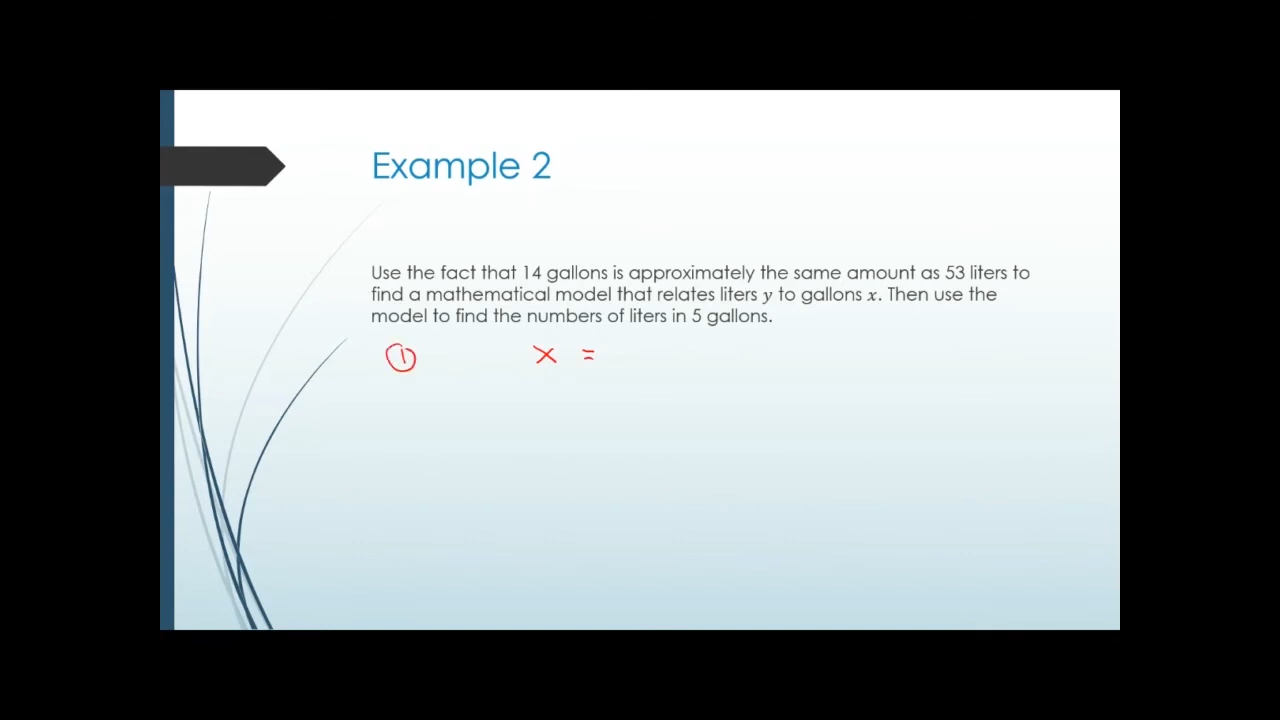 Example 2
Use the fact that 14 gallons is approximately the same amount as 53 liters to
find a mathematical model that relates liters y to gallons x. Then use the
model to find the numbers of liters in 5 gallons.
① x =